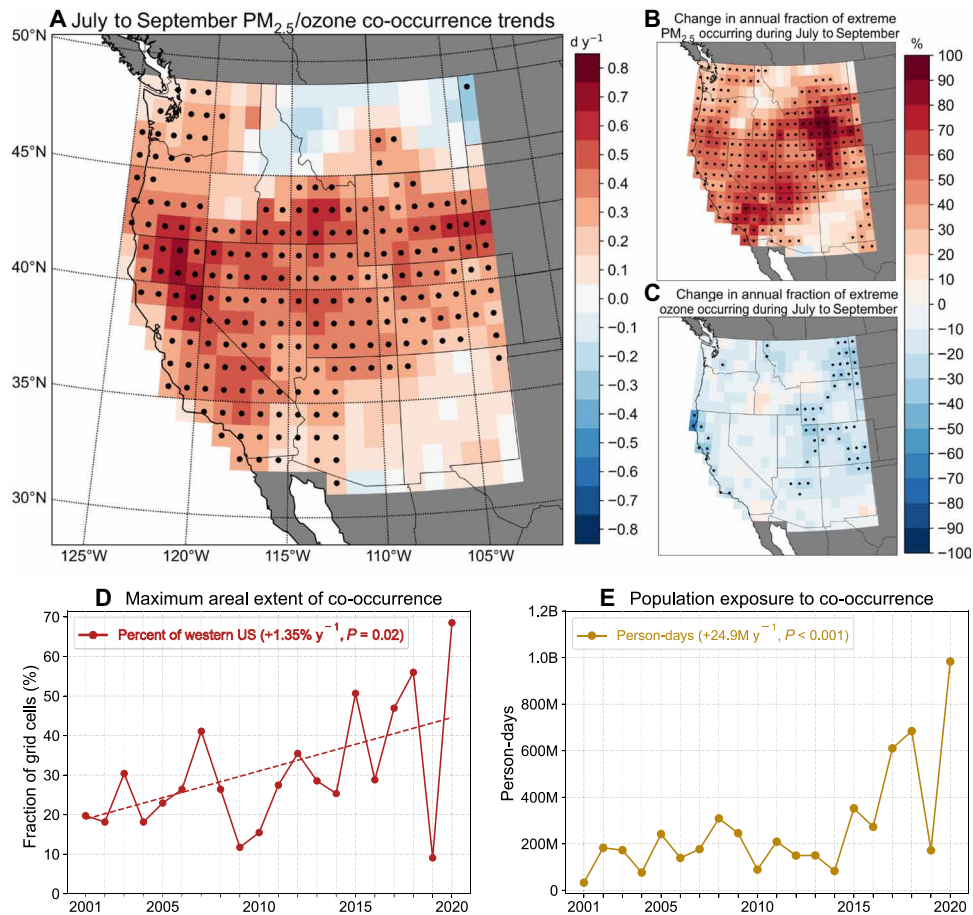 A July to September PM2.5/ozone co-occurrence trends
d y−1
50°N
45°N
40°N
35°N
30°N
125°W
120°W
115°W
110°W
105°W
0.8
0.7
0.6
0.5
0.4
0.3
0.2
0.1
0.0
−0.1
−0.2
−0.3
−0.4
−0.5
−0.6
−0.7
−0.8
B Change in annual fraction of extreme
PM2.5 occurring during July to September
%
100
90
80
70
60
50
40
30
20
10
0
−10
−20
−30
−40
−50
−60
−70
−80
−90
−100
C Change in annual fraction of extreme
ozone occurring during July to September
D Maximum areal extent of co-occurrence
Percent of western US (+1.35% y−1, P = 0.02)
Fraction of grid cells (%)
70
60
50
40
30
20
10
0
2001
2005
2010
2015
2020
E Population exposure to co-occurrence
Person-days (+24.9M y−1, P < 0.001)
Person-days
1.2B
1.0B
800M
600M
400M
200M
0
2001
2005
2010
2015
2020